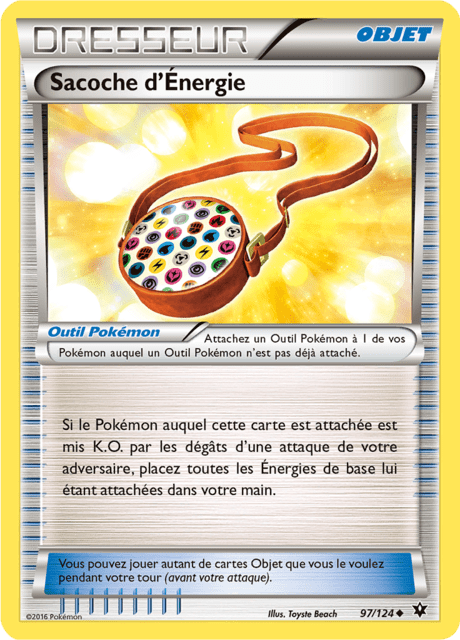 DRESSEUR
OBJET
Sacoche d'Énergie
Outil Pokémon
Attachez un Outil Pokémon à 1 de vos
Pokémon auquel un Outil Pokémon n'est pas déjà attaché.
Si le Pokémon auquel cette carte est attachée est
mis K.O. par les dégâts d'une attaque de votre
adversaire, placez toutes les Énergies de base lui
étant attachées dans votre main.
Vous pouvez jouer autant de cartes Objet que vous le voulez
pendant votre tour (avant votre attaque).
©2016 Pokémon
Illus. Toyste Beach
97/124